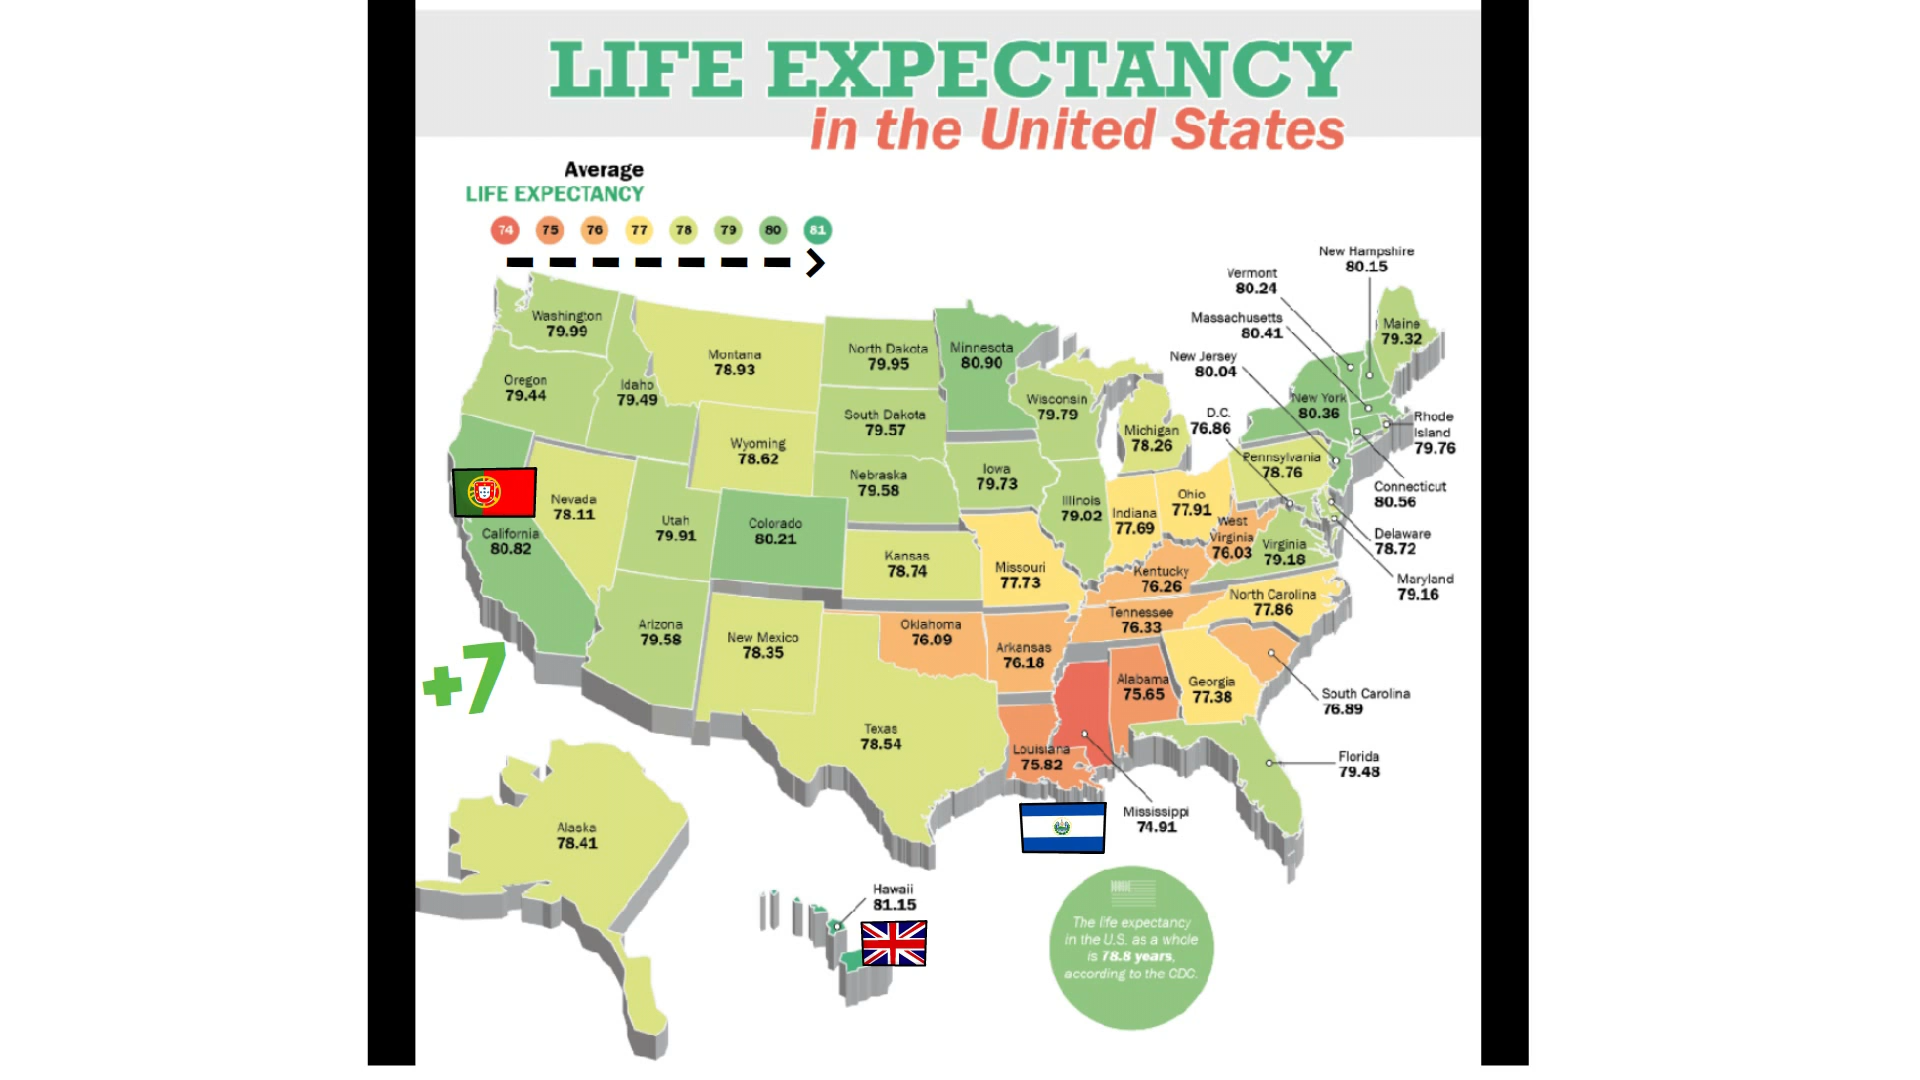 LIFE EXPECTANCY
in the United States
Average
LIFE EXPECTANCY
74 75 76 77 78 79 80 81
New Hampshire
80.15
Vermont
80.24
Massachusetts
80.41
New Jersey
80.04
D.C.
76.86
Maine
79.32
Washington
79.99
Montana
78.93
North Dakota
79.95
Minnesota
80.90
Oregon
79.44
Idaho
79.49
Wisconsin
79.79
New York
80.36
Rhode
Island
79.76
South Dakota
79.57
Michigan
78.26
Wyoming
78.62
Pennsylvania
78.76
Nebraska
79.58
Iowa
79.73
Connecticut
80.56
Nevada
78.11
Illinois
79.02
Indiana
77.69
Ohio
77.91
Utah
79.91
Colorado
80.21
West
Virginia
76.03
Virginia
79.18
Delaware
78.72
California
80.82
Kansas
78.74
Missouri
77.73
Kentucky
76.26
Maryland
79.16
North Carolina
77.86
Tennessee
76.33
Arizona
79.58
New Mexico
78.35
Oklahoma
76.09
Arkansas
76.18
+7
Alabama
75.65
Georgia
77.38
South Carolina
76.89
Texas
78.54
Louisiana
75.82
Florida
79.48
Mississippi
74.91
Alaska
78.41
Hawaii
81.15
The life expectancy
in the U.S. as a whole
is 78.8 years,
according to the CDC.